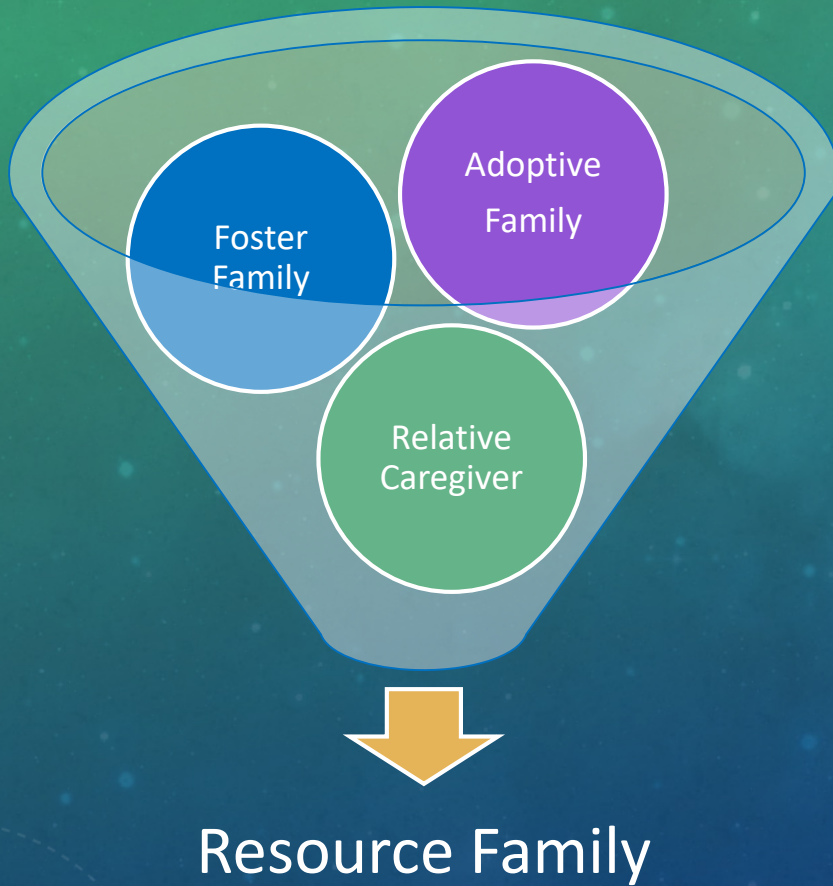 Adoptive
Family
Foster
Family
Relative
Caregiver
Resource Family